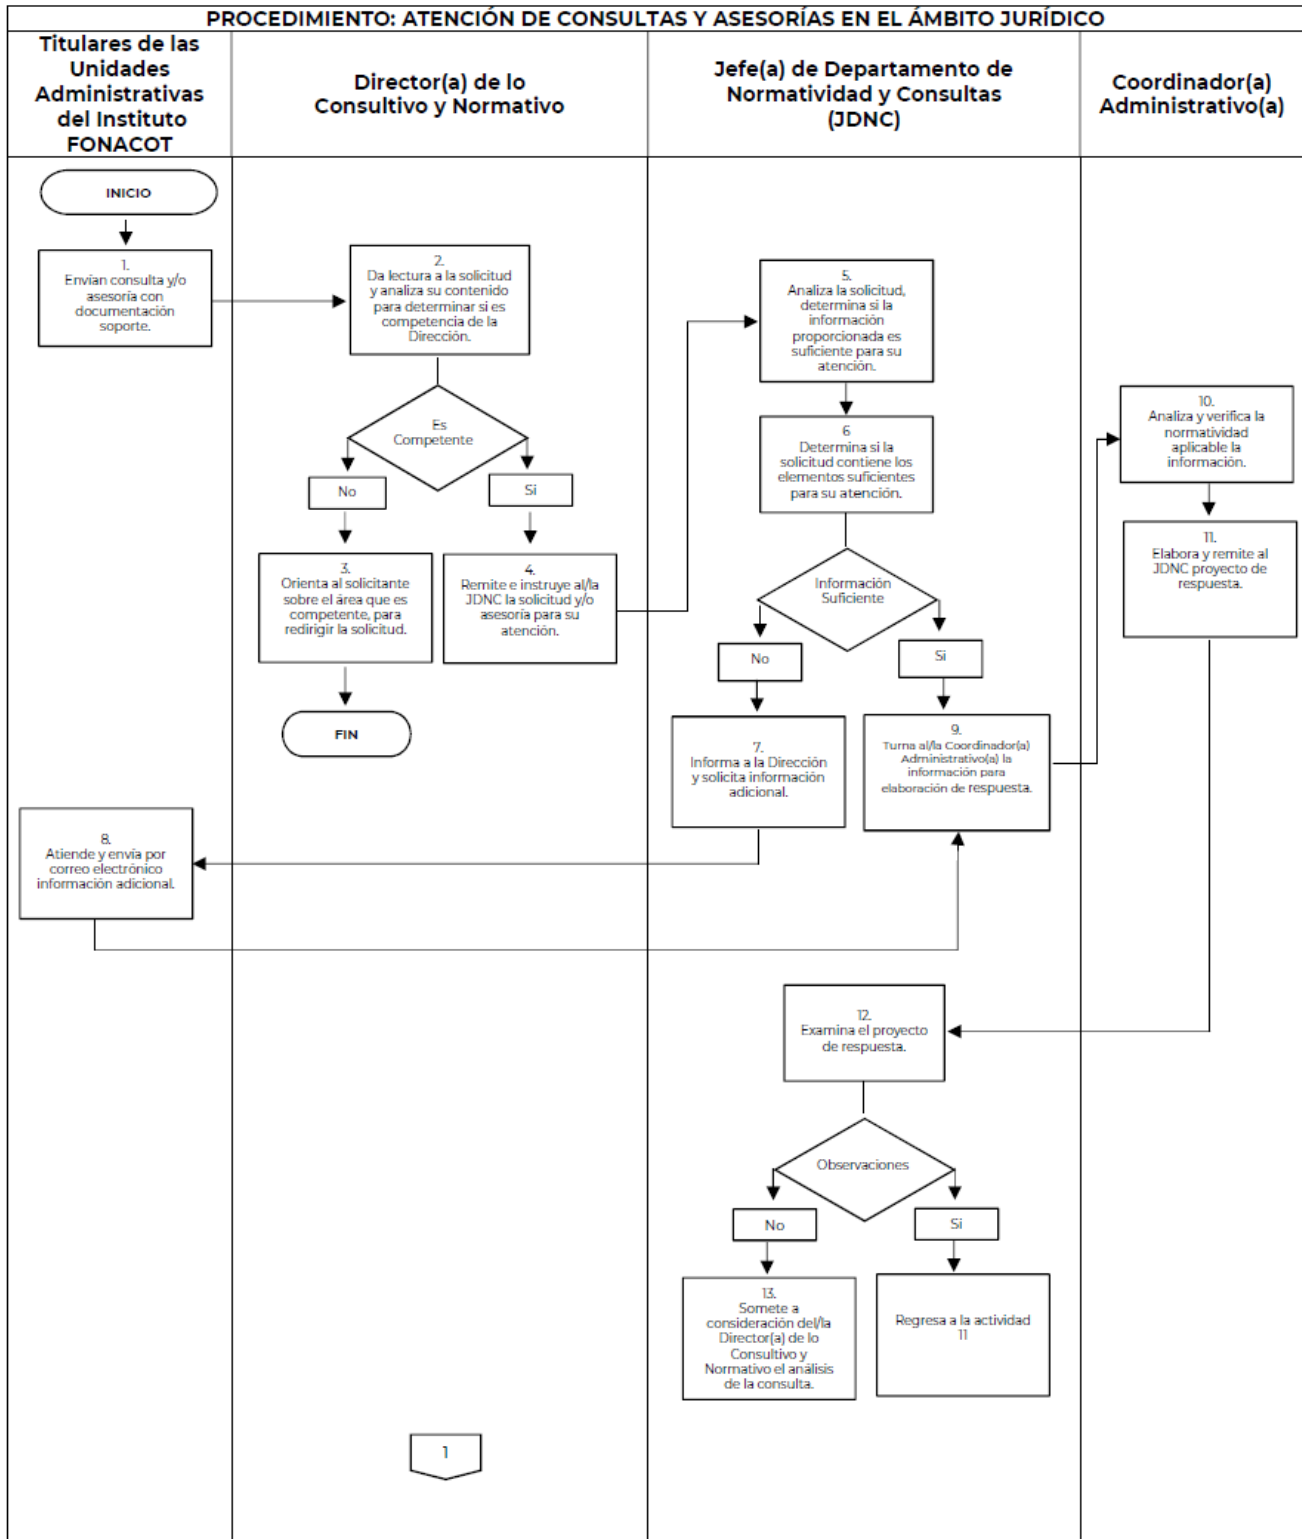 PROCEDIMIENTO: ATENCIÓN DE CONSULTAS Y ASESORÍAS EN EL ÁMBITO JURÍDICO
Titulares de las
Unidades
Administrativas
del Instituto
FONACOT
Director(a) de lo
Consultivo y Normativo
Jefe(a) de Departamento de
Normatividad y Consultas
(JDNC)
Coordinador(a)
Administrativo(a)
INICIO
1.
Envían consulta y/o
asesoría con
documentación
soporte.
2.
Da lectura a la solicitud
y analiza su contenido
para determinar si es
competencia de la
Dirección.
Es
Competente
No
Si
3.
Orienta al solicitante
sobre el área que es
competente, para
redirigir la solicitud.
4.
Remite e instruye al/la
JDNC la solicitud y/o
asesoría para su
atención.
FIN
5.
Analiza la solicitud,
determina si la
información
proporcionada es
suficiente para su
atención.
6
Determina si la
solicitud contiene los
elementos suficientes
para su atención.
Información
Suficiente
No
Si
7.
Informa a la Dirección
y solicita información
adicional.
8.
Atiende y envía por
correo electrónico
información adicional.
9.
Turna al/la Coordinador(a)
Administrativo(a) la
información para
elaboración de respuesta.
10.
Analiza y verifica la
normatividad
aplicable la
información.
11.
Elabora y remite al
JDNC proyecto de
respuesta.
12.
Examina el proyecto
de respuesta.
Observaciones
No
Si
13.
Somete a
consideración del/la
Director(a) de lo
Consultivo y
Normativo el análisis
de la consulta.
Regresa a la actividad
11
1